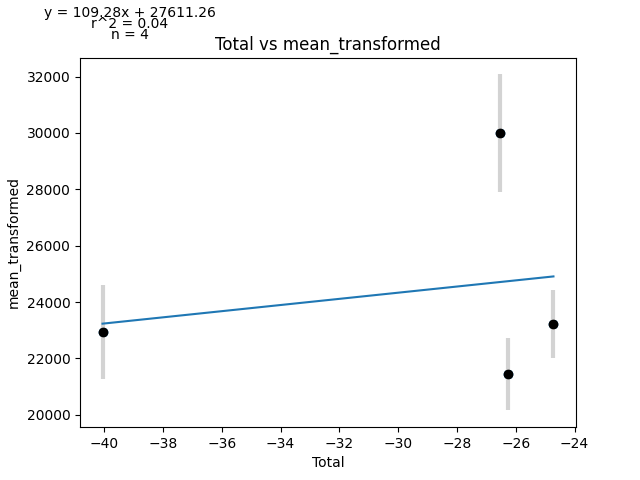 y = 109.28x + 27611.26
r^2 = 0.04
n = 4
Total vs mean_transformed
32000
30000
28000
26000
24000
22000
20000
mean_transformed
−40
−38
−36
−34
−32
−30
−28
−26
−24
Total